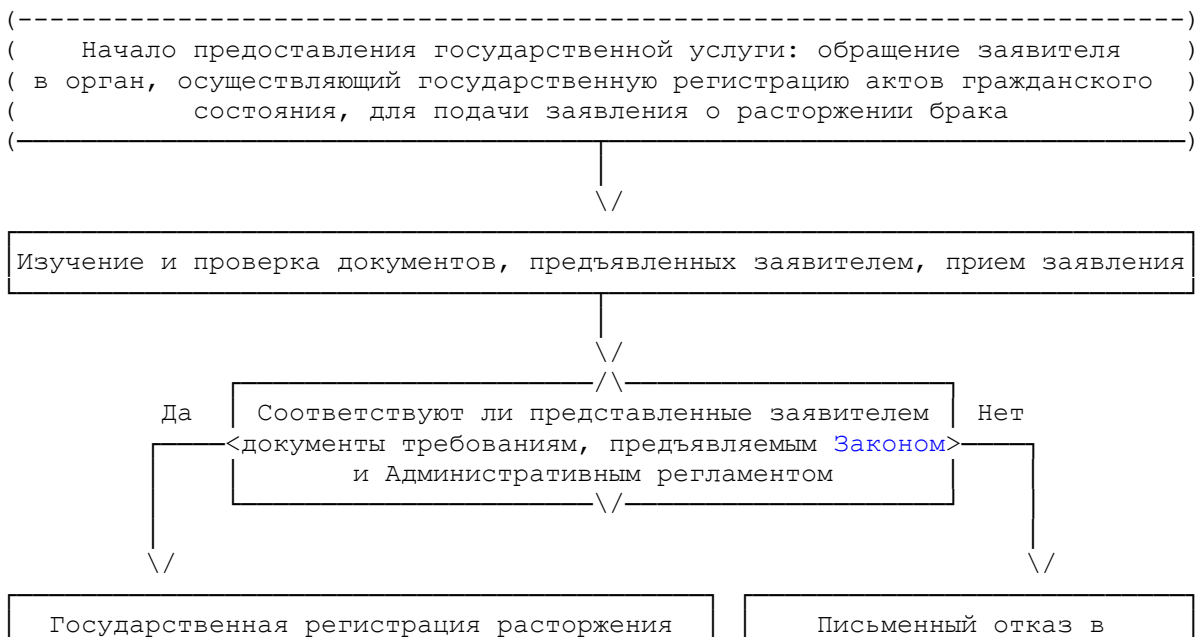 Начало предоставления государственной услуги: обращение заявителя
в орган, осуществляющий государственную регистрацию актов гражданского
состояния, для подачи заявления о расторжении брака
Изучение и проверка документов, предъявленных заявителем, прием заявления
Да
Соответствуют ли представленные заявителем
Нет
документы требованиям, предъявляемым Законом
и Административным регламентом
Государственная регистрация расторжения
Письменный отказ в